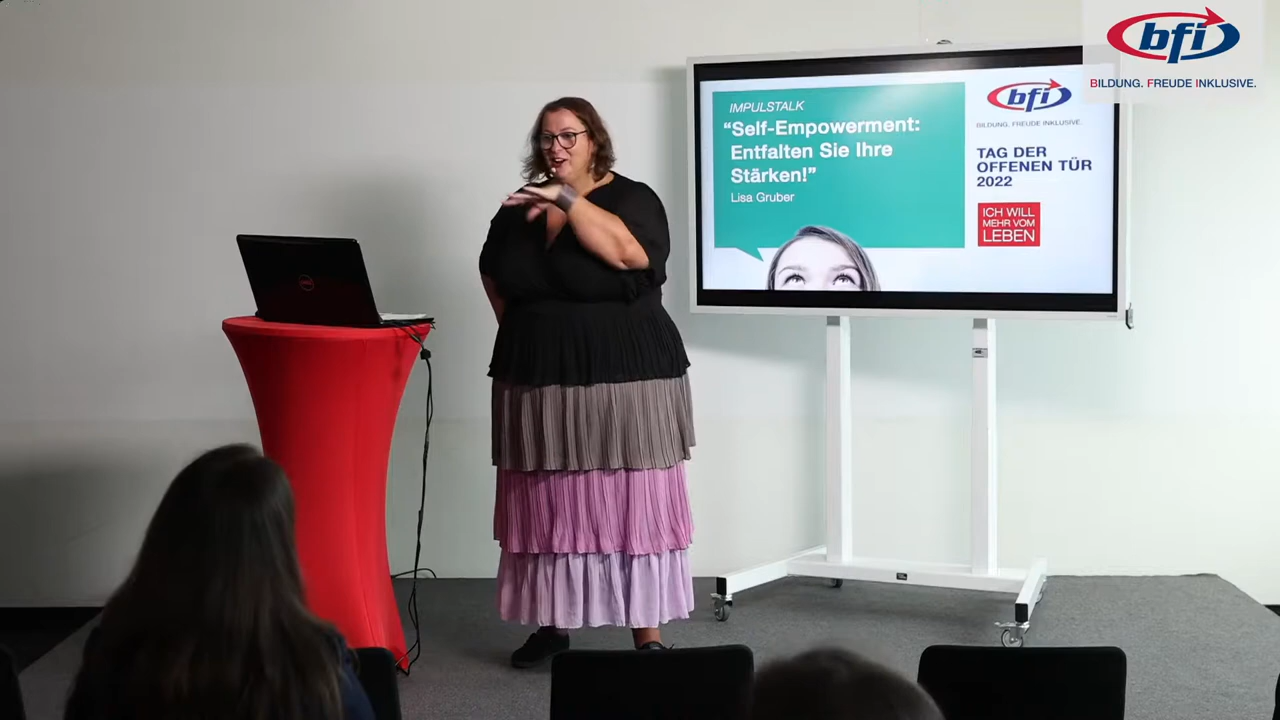 bfi
BILDUNG. FREUDE INKLUSIVE.
IMPULSTALK
“Self-Empowerment:
Entfalten Sie Ihre
Stärken!”
Lisa Gruber
bfi
BILDUNG. FREUDE INKLUSIVE.
TAG DER
OFFENEN TÜR
2022
ICH WILL
MEHR VOM
LEBEN